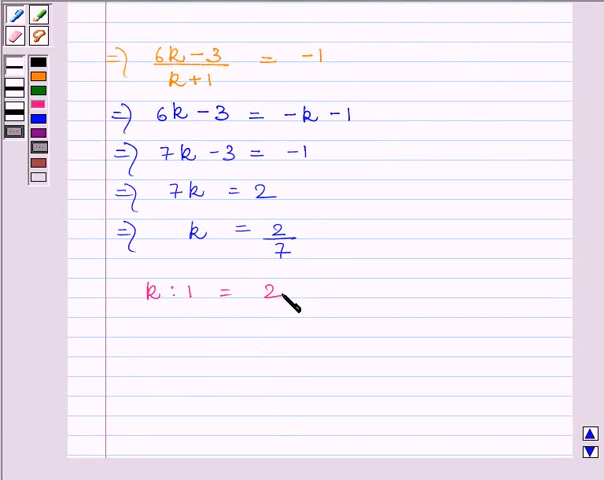 ⇒ 6k – 3 / k + 1 = –1
⇒ 6k – 3 = –k – 1
⇒ 7k – 3 = –1
⇒ 7k = 2
⇒ k = 2/7
k : 1 = 2